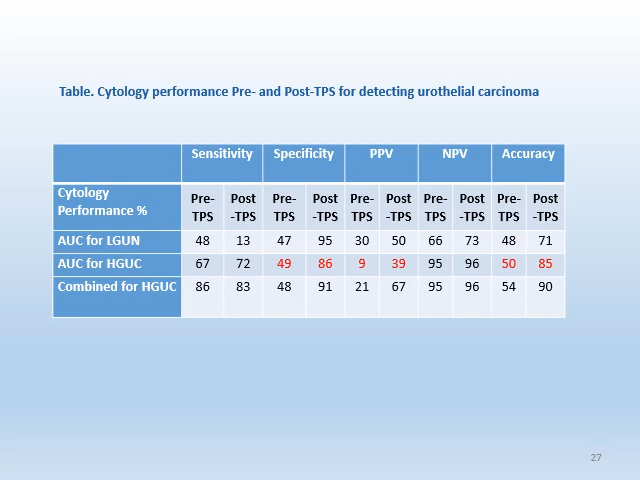 Table. Cytology performance Pre- and Post-TPS for detecting urothelial carcinoma
Sensitivity Specificity PPV NPV Accuracy
Cytology Performance % Pre-TPS Post-TPS Pre-TPS Post-TPS Pre-TPS Post-TPS Pre-TPS Post-TPS Pre-TPS Post-TPS
AUC for LGUN 48 13 47 95 30 50 66 73 48 71
AUC for HGUC 67 72 49 86 9 39 95 96 50 85
Combined for HGUC 86 83 48 91 21 67 95 96 54 90
27